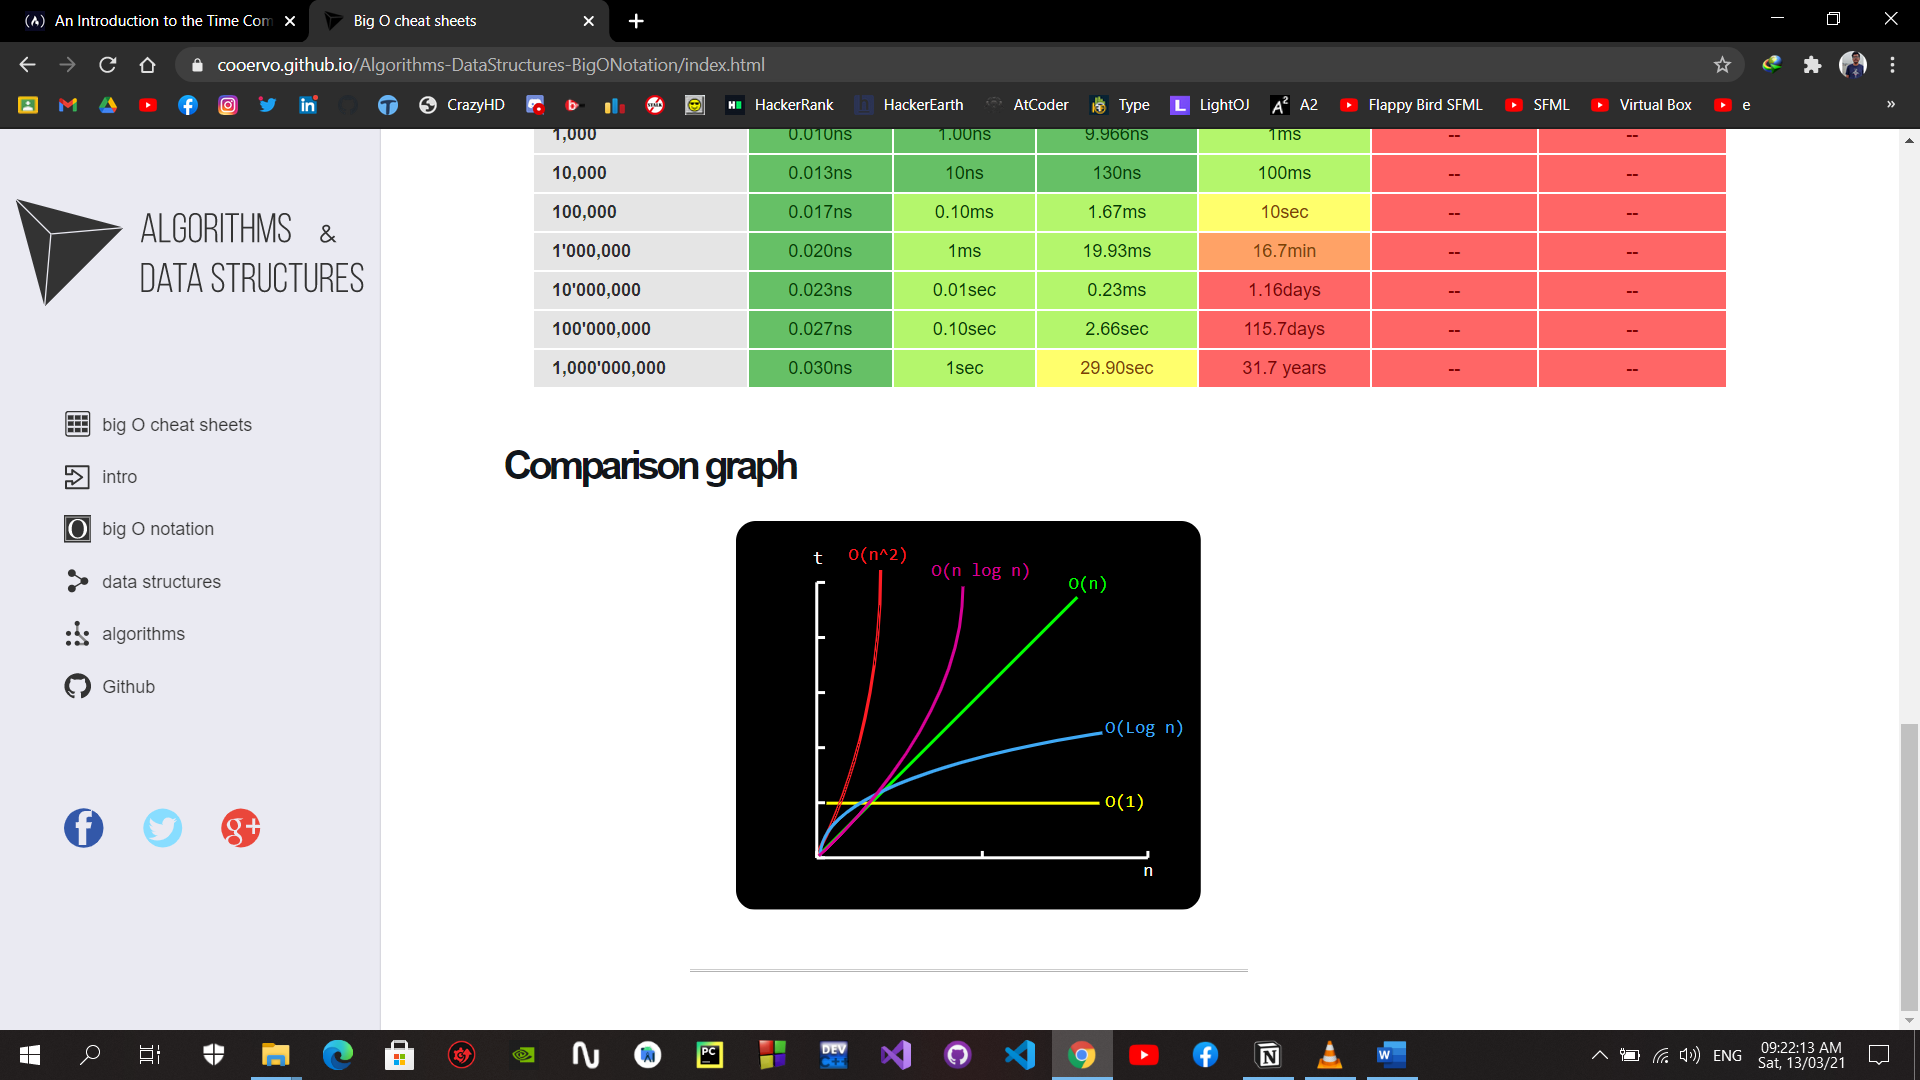 An Introduction to the Time Com
Big O cheat sheets
cooervo.github.io/Algorithms-DataStructures-BigONotation/index.html
CrazyHD
HackerRank
HackerEarth
AtCoder
Type
LightOJ
A2
Flappy Bird SFML
SFML
Virtual Box
e
»
1,000 0.010ns 1.00ns 9.966ns 1ms -- --
10,000 0.013ns 10ns 130ns 100ms -- --
100,000 0.017ns 0.10ms 1.67ms 10sec -- --
1'000,000 0.020ns 1ms 19.93ms 16.7min -- --
10'000,000 0.023ns 0.01sec 0.23ms 1.16days -- --
100'000,000 0.027ns 0.10sec 2.66sec 115.7days -- --
1,000'000,000 0.030ns 1sec 29.90sec 31.7 years -- --
ALGORITHMS &
DATA STRUCTURES
big O cheat sheets
intro
big O notation
data structures
algorithms
Github
Comparison graph
t
O(n^2)
O(n log n)
O(n)
O(Log n)
O(1)
n
ENG
09:22:13 AM
Sat, 13/03/21